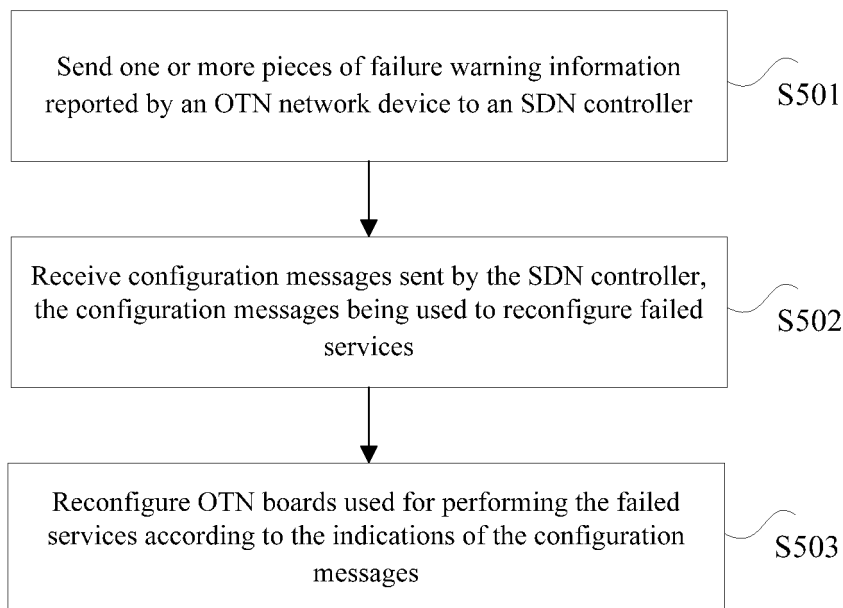 Send one or more pieces of failure warning information
reported by an OTN network device to an SDN controller
S501
Receive configuration messages sent by the SDN controller,
the configuration messages being used to reconfigure failed
services
S502
Reconfigure OTN boards used for performing the failed
services according to the indications of the configuration
messages
S503